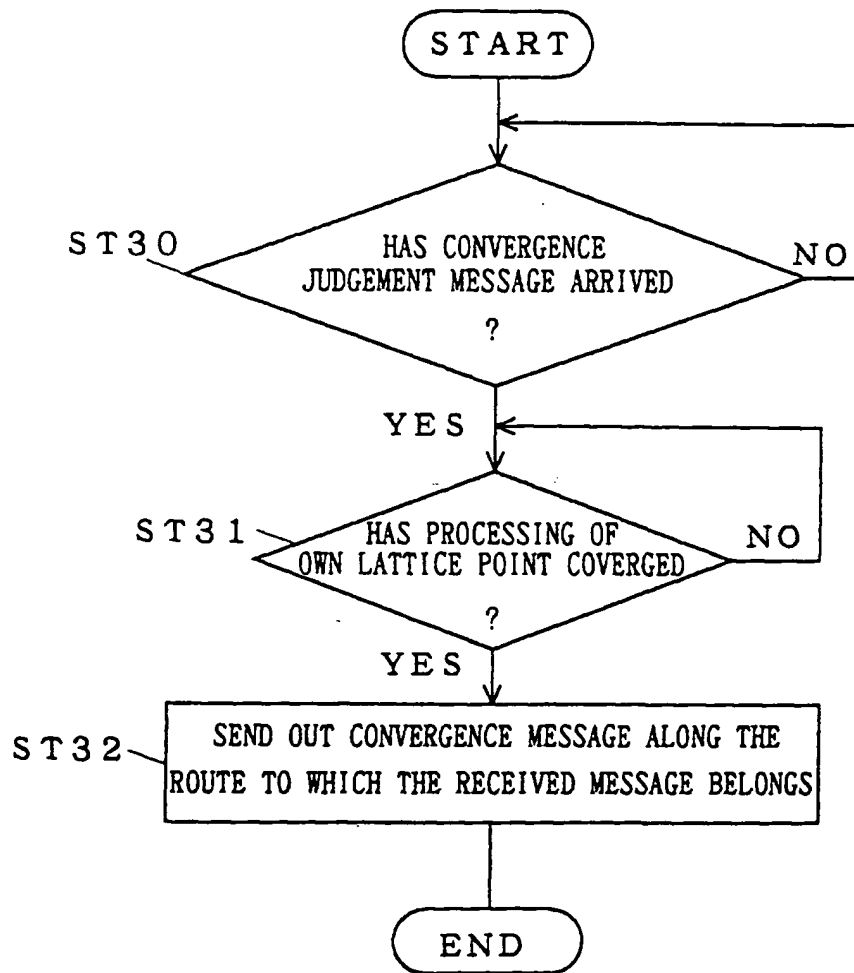 START
ST30
HAS CONVERGENCE
JUDGEMENT MESSAGE ARRIVED
?
NO
YES
ST31
HAS PROCESSING OF
OWN LATTICE POINT COVERGED
?
NO
YES
ST32
SEND OUT CONVERGENCE MESSAGE ALONG THE
ROUTE TO WHICH THE RECEIVED MESSAGE BELONGS
END